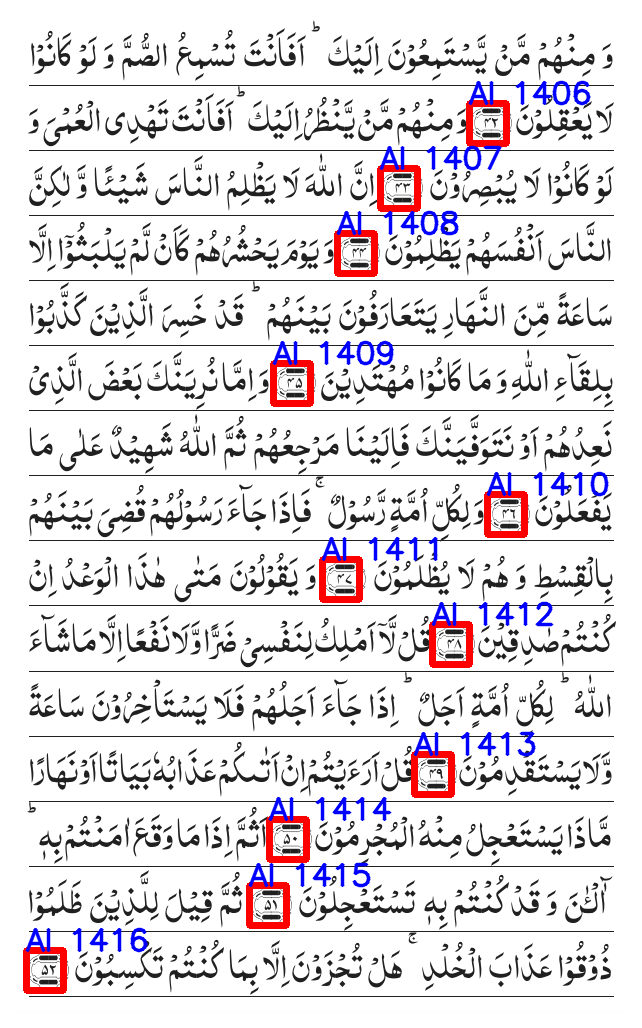 وَ مِنْهُمْ مَّنْ يَّسْتَمِعُوْنَ اِلَيْكَ ؕ اَفَاَنْتَ تُسْمِعُ الصُّمَّ وَ لَوْ كَانُوْا
AI 1406
لَا يَعْقِلُوْنَ ۴۲ وَ مِنْهُمْ مَّنْ يَّنْظُرُ اِلَيْكَ ؕ اَفَاَنْتَ تَهْدِی الْعُمْیَ وَ
AI 1407
لَوْ كَانُوْا لَا يُبْصِرُوْنَ ۴۳ اِنَّ اللّٰهَ لَا يَظْلِمُ النَّاسَ شَيْـًٔا وَّ لٰكِنَّ
AI 1408
النَّاسَ اَنْفُسَهُمْ يَظْلِمُوْنَ ۴۴ وَ يَوْمَ يَحْشُرُهُمْ كَاَنْ لَّمْ يَلْبَثُوْۤا اِلَّا
سَاعَةً مِّنَ النَّهَارِ يَتَعَارَفُوْنَ بَيْنَهُمْ ؕ قَدْ خَسِرَ الَّذِيْنَ كَذَّبُوْا
AI 1409
بِلِقَآءِ اللّٰهِ وَ مَا كَانُوْا مُهْتَدِيْنَ ۴۵ وَ اِمَّا نُرِيَنَّكَ بَعْضَ الَّذِیْ
نَعِدُهُمْ اَوْ نَتَوَفَّيَنَّكَ فَاِلَيْنَا مَرْجِعُهُمْ ثُمَّ اللّٰهُ شَهِيْدٌ عَلٰی مَا
AI 1410
يَفْعَلُوْنَ ۴۶ وَ لِكُلِّ اُمَّةٍ رَّسُوْلٌ ۚ فَاِذَا جَآءَ رَسُوْلُهُمْ قُضِیَ بَيْنَهُمْ
AI 1411
بِالْقِسْطِ وَ هُمْ لَا يُظْلَمُوْنَ ۴۷ وَ يَقُوْلُوْنَ مَتٰی هٰذَا الْوَعْدُ اِنْ
AI 1412
كُنْتُمْ صٰدِقِيْنَ ۴۸ قُلْ لَّاۤ اَمْلِكُ لِنَفْسِیْ ضَرًّا وَّ لَا نَفْعًا اِلَّا مَا شَآءَ
اللّٰهُ ؕ لِكُلِّ اُمَّةٍ اَجَلٌ ؕ اِذَا جَآءَ اَجَلُهُمْ فَلَا يَسْتَاْخِرُوْنَ سَاعَةً
AI 1413
وَّ لَا يَسْتَقْدِمُوْنَ ۴۹ قُلْ اَرَءَيْتُمْ اِنْ اَتٰىكُمْ عَذَابُهٗ بَيَاتًا اَوْ نَهَارًا
AI 1414
مَّا ذَا يَسْتَعْجِلُ مِنْهُ الْمُجْرِمُوْنَ ۵۰ اَثُمَّ اِذَا مَا وَقَعَ اٰمَنْتُمْ بِهٖ ؕ
AI 1415
آٰلْـٰٔنَ وَ قَدْ كُنْتُمْ بِهٖ تَسْتَعْجِلُوْنَ ۵۱ ثُمَّ قِيْلَ لِلَّذِيْنَ ظَلَمُوْا
AI 1416
ذُوْقُوْا عَذَابَ الْخُلْدِ ۚ هَلْ تُجْزَوْنَ اِلَّا بِمَا كُنْتُمْ تَكْسِبُوْنَ ۵۲